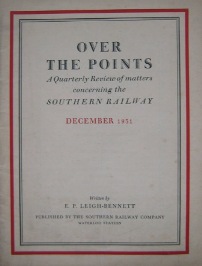 OVER
THE POINTS
A Quarterly Review of matters
concerning the
SOUTHERN RAILWAY
DECEMBER 1931
Written by
E. P. LEIGH-BENNETT
PUBLISHED BY THE SOUTHERN RAILWAY COMPANY
WATERLOO STATION